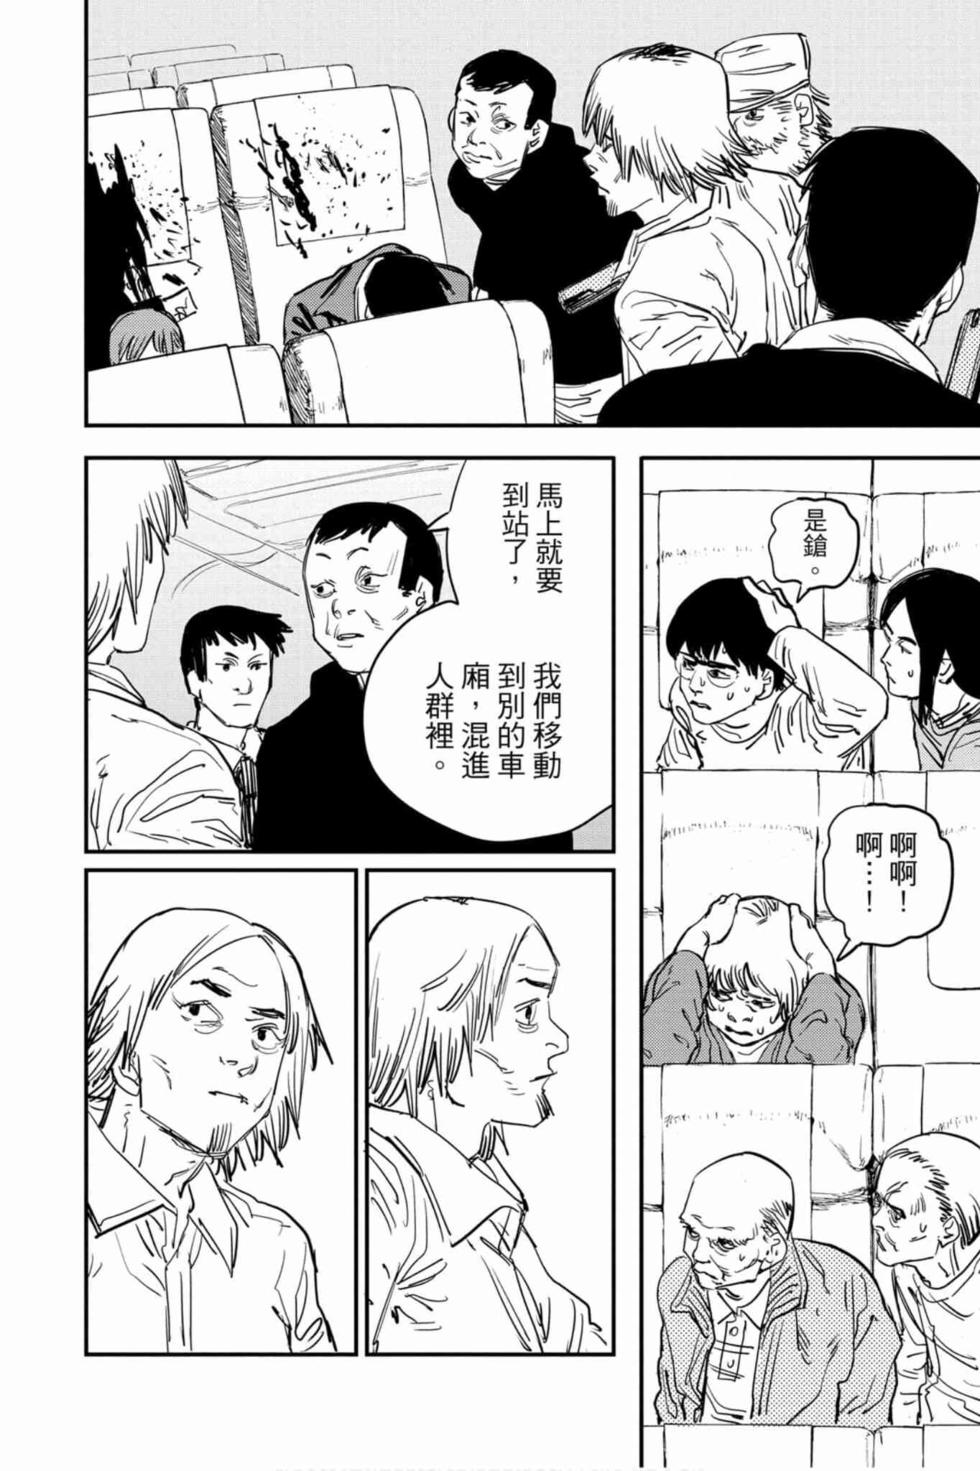 是鎗。
啊啊！
啊…！
馬上就要
到站了，
我們移動
到別的車
廂，混進
人群裡。